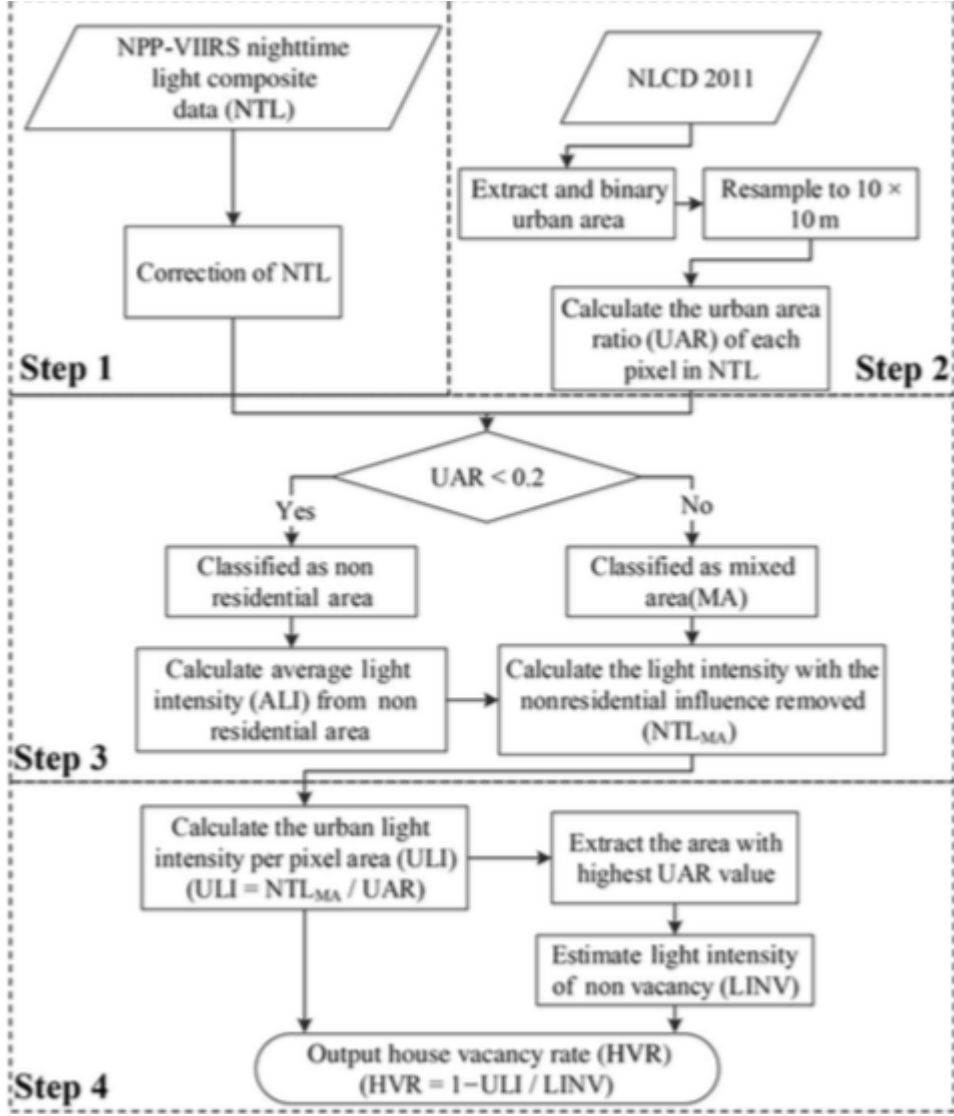 NPP-VIIRS nighttime
light composite
data (NTL)
Correction of NTL
Step 1
NLCD 2011
Extract and binary
urban area
Resample to 10 ×
10 m
Calculate the urban area
ratio (UAR) of each
pixel in NTL
Step 2
UAR < 0.2
Yes
No
Classified as non
residential area
Classified as mixed
area(MA)
Calculate average light
intensity (ALI) from non
residential area
Calculate the light intensity with the
nonresidential influence removed
(NTLMA)
Step 3
Calculate the urban light
intensity per pixel area (ULI)
(ULI = NTLMA / UAR)
Extract the area with
highest UAR value
Estimate light intensity
of non vacancy (LINV)
Output house vacancy rate (HVR)
(HVR = 1−ULI / LINV)
Step 4